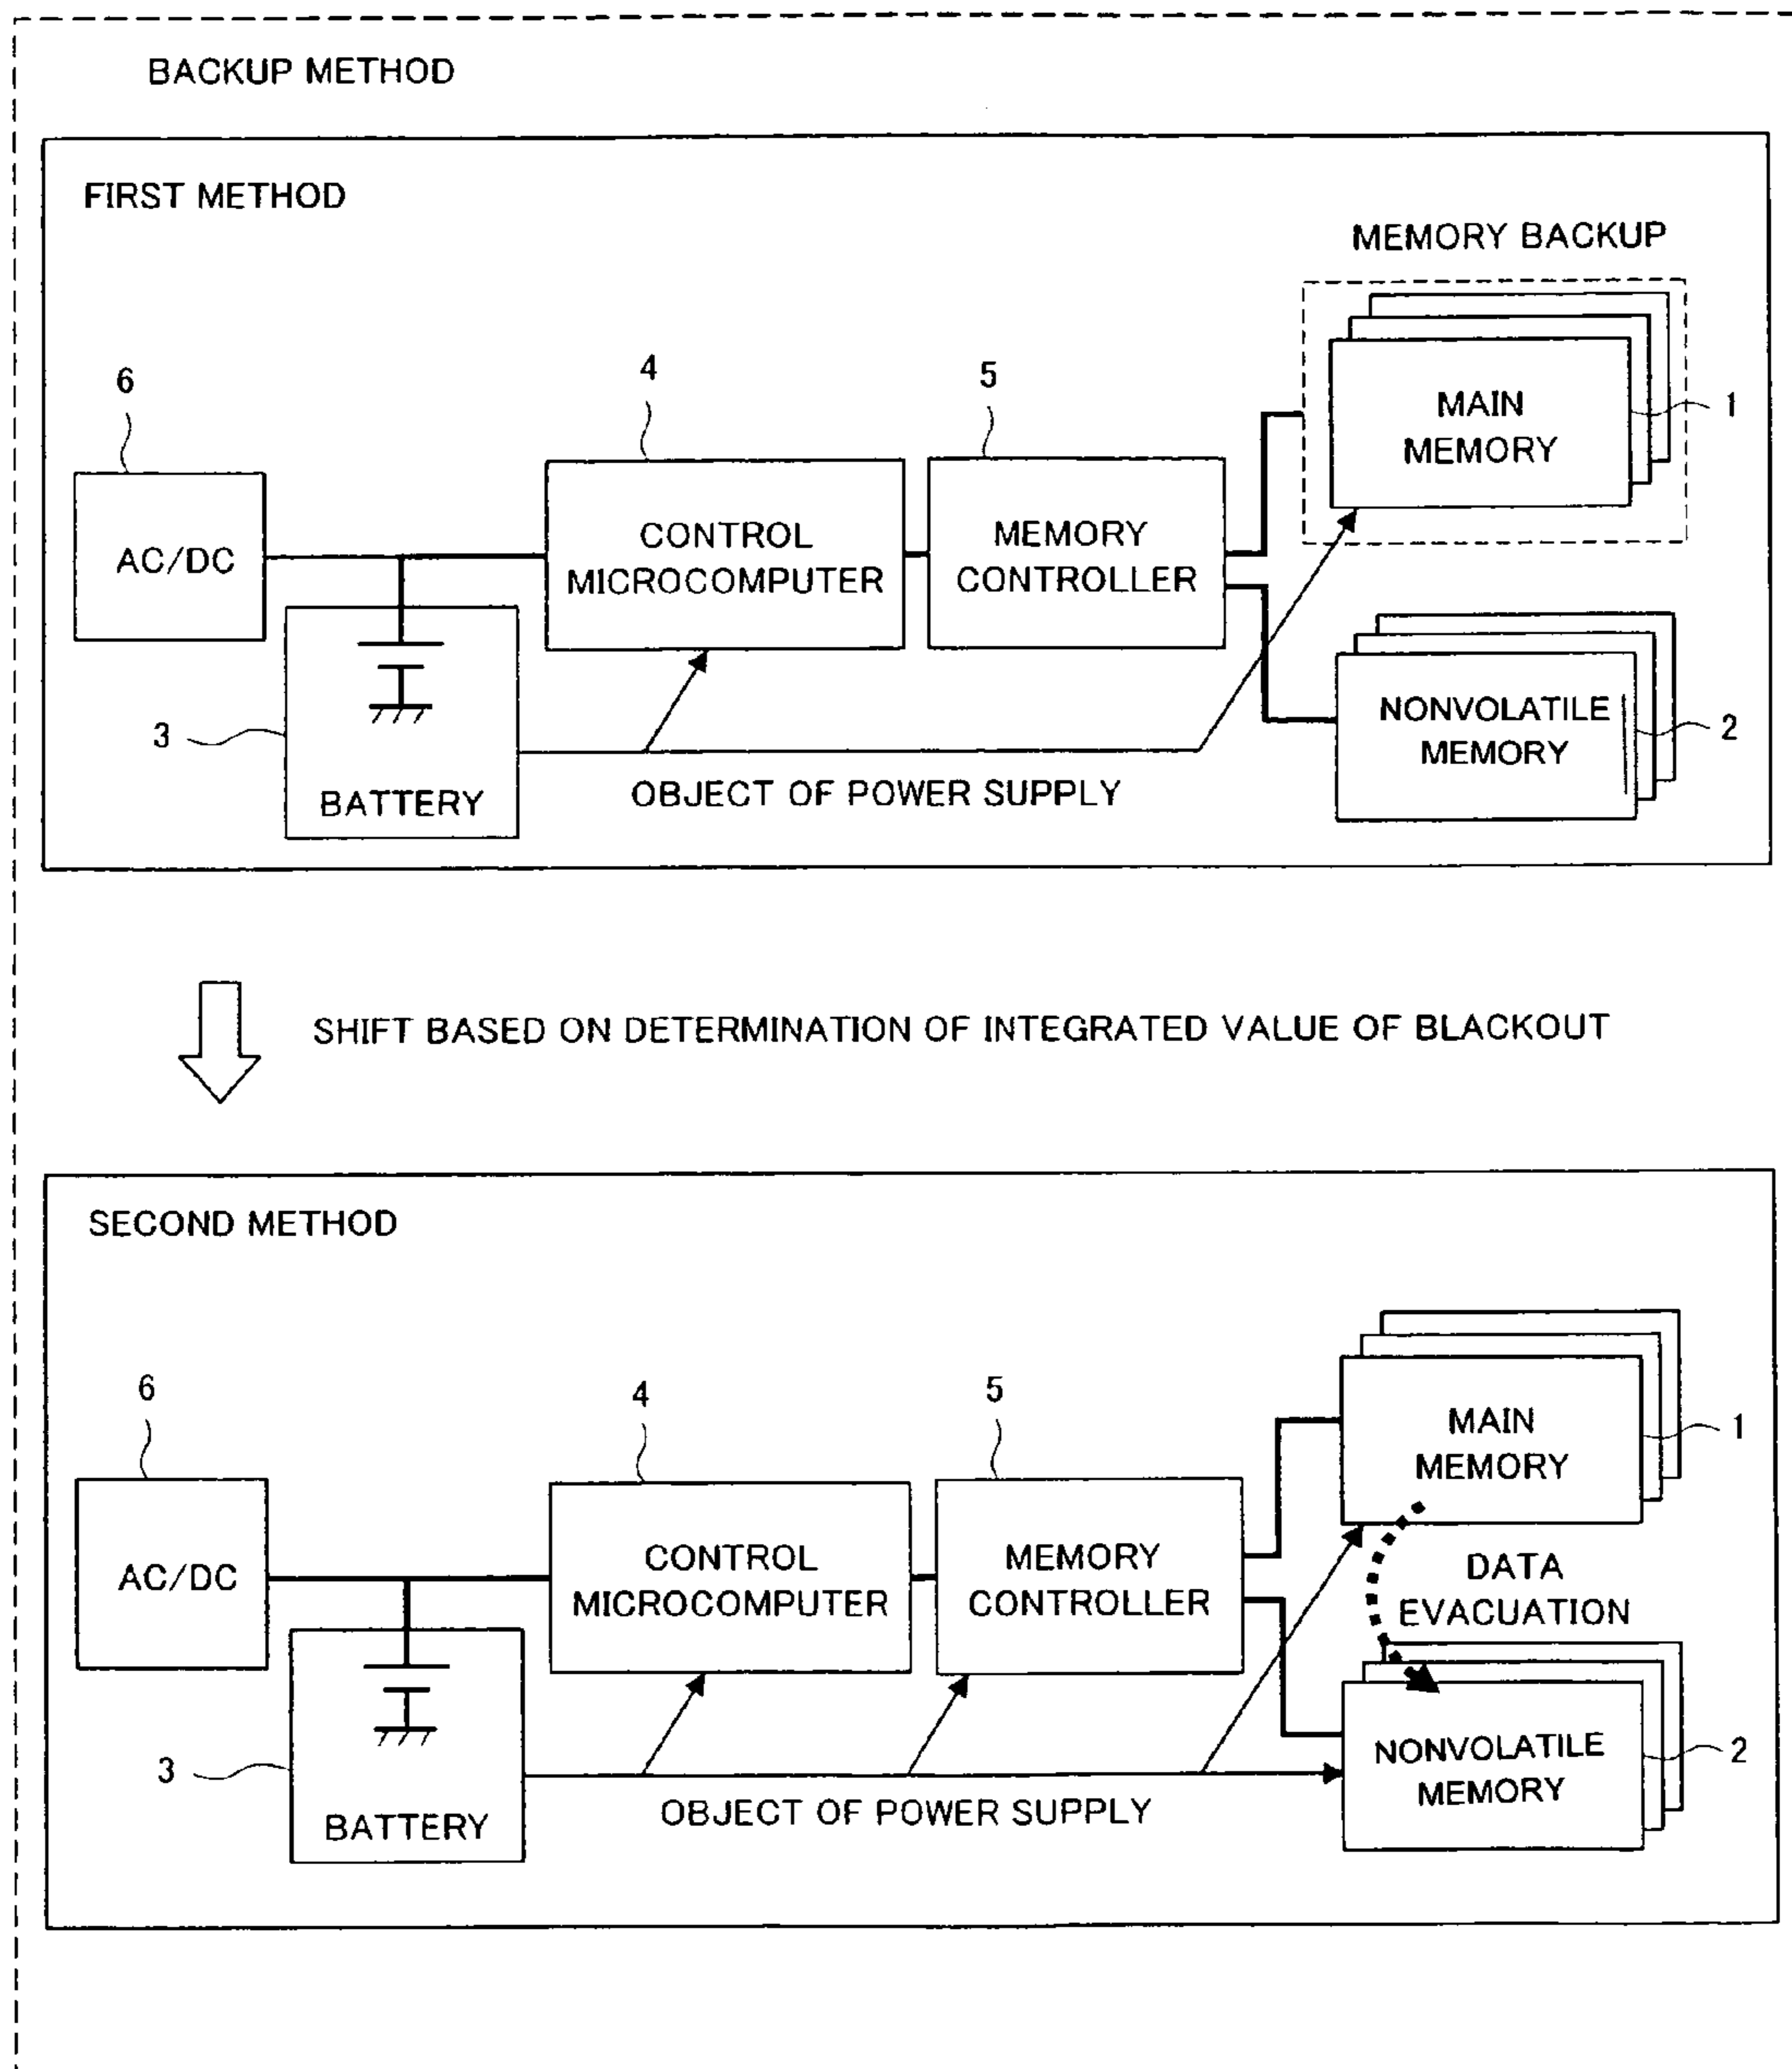 BACKUP METHOD
FIRST METHOD
MEMORY BACKUP
6
4
5
MAIN
MEMORY
1
AC/DC
CONTROL
MICROCOMPUTER
MEMORY
CONTROLLER
NONVOLATILE
MEMORY
2
3
BATTERY
OBJECT OF POWER SUPPLY
SHIFT BASED ON DETERMINATION OF INTEGRATED VALUE OF BLACKOUT
SECOND METHOD
6
4
5
MAIN
MEMORY
1
AC/DC
CONTROL
MICROCOMPUTER
MEMORY
CONTROLLER
DATA
EVACUATION
NONVOLATILE
MEMORY
2
3
BATTERY
OBJECT OF POWER SUPPLY